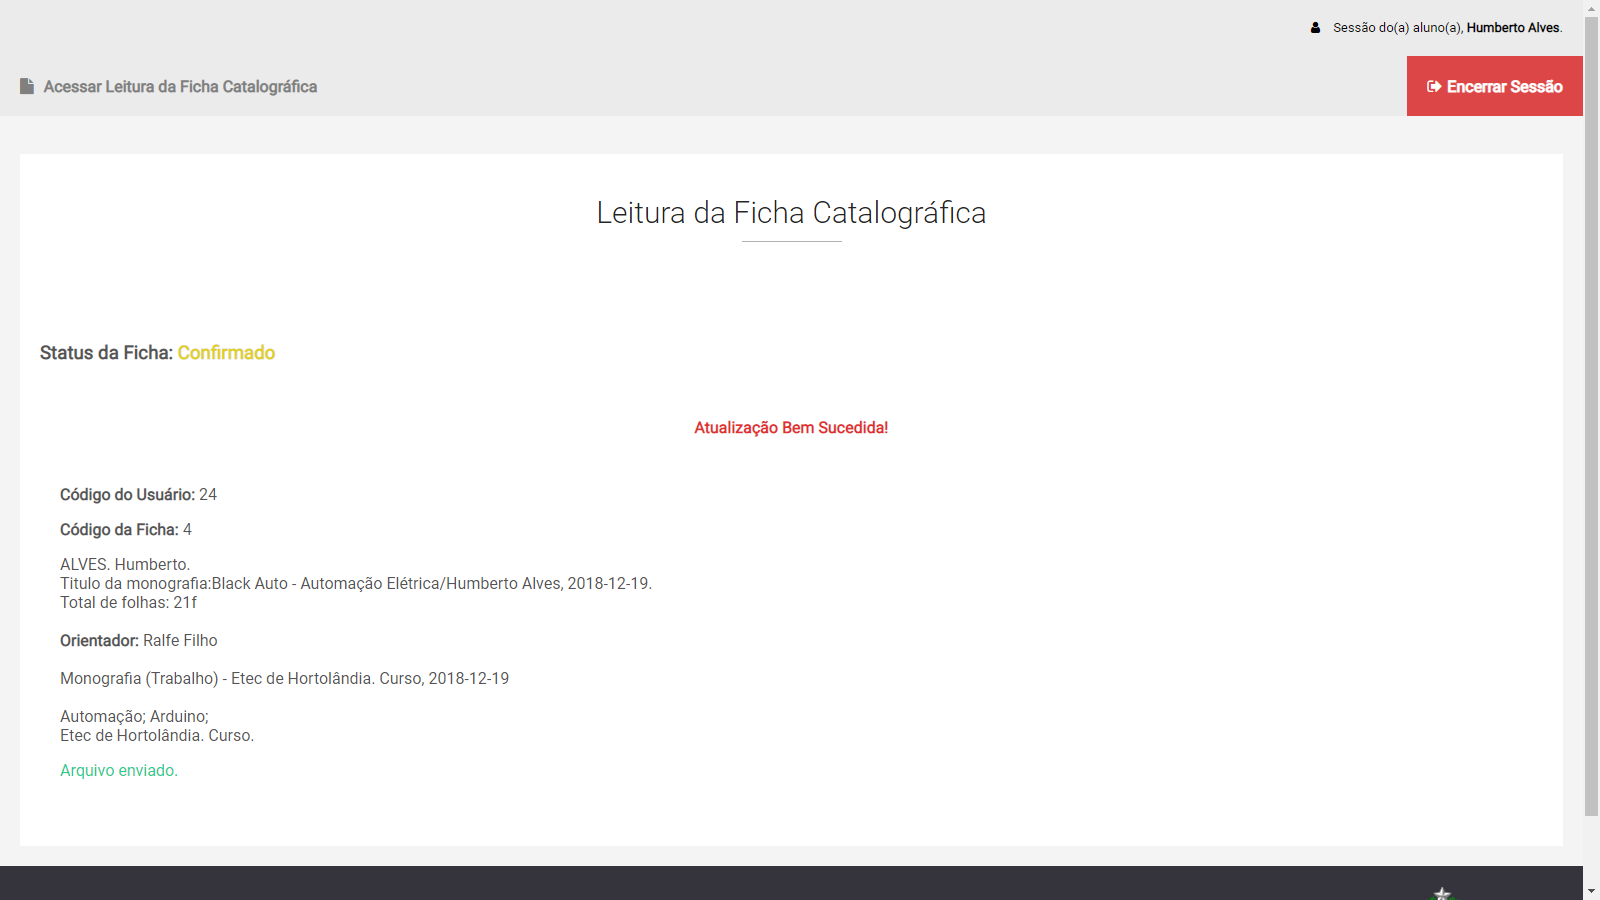 Sessão do(a) aluno(a), Humberto Alves.
Acessar Leitura da Ficha Catalográfica
Encerrar Sessão
Leitura da Ficha Catalográfica
Status da Ficha: Confirmado
Atualização Bem Sucedida!
Código do Usuário: 24
Código da Ficha: 4
ALVES. Humberto.
Titulo da monografia:Black Auto - Automação Elétrica/Humberto Alves, 2018-12-19.
Total de folhas: 21f
Orientador: Ralfe Filho
Monografia (Trabalho) - Etec de Hortolândia. Curso, 2018-12-19
Automação; Arduino;
Etec de Hortolândia. Curso.
Arquivo enviado.